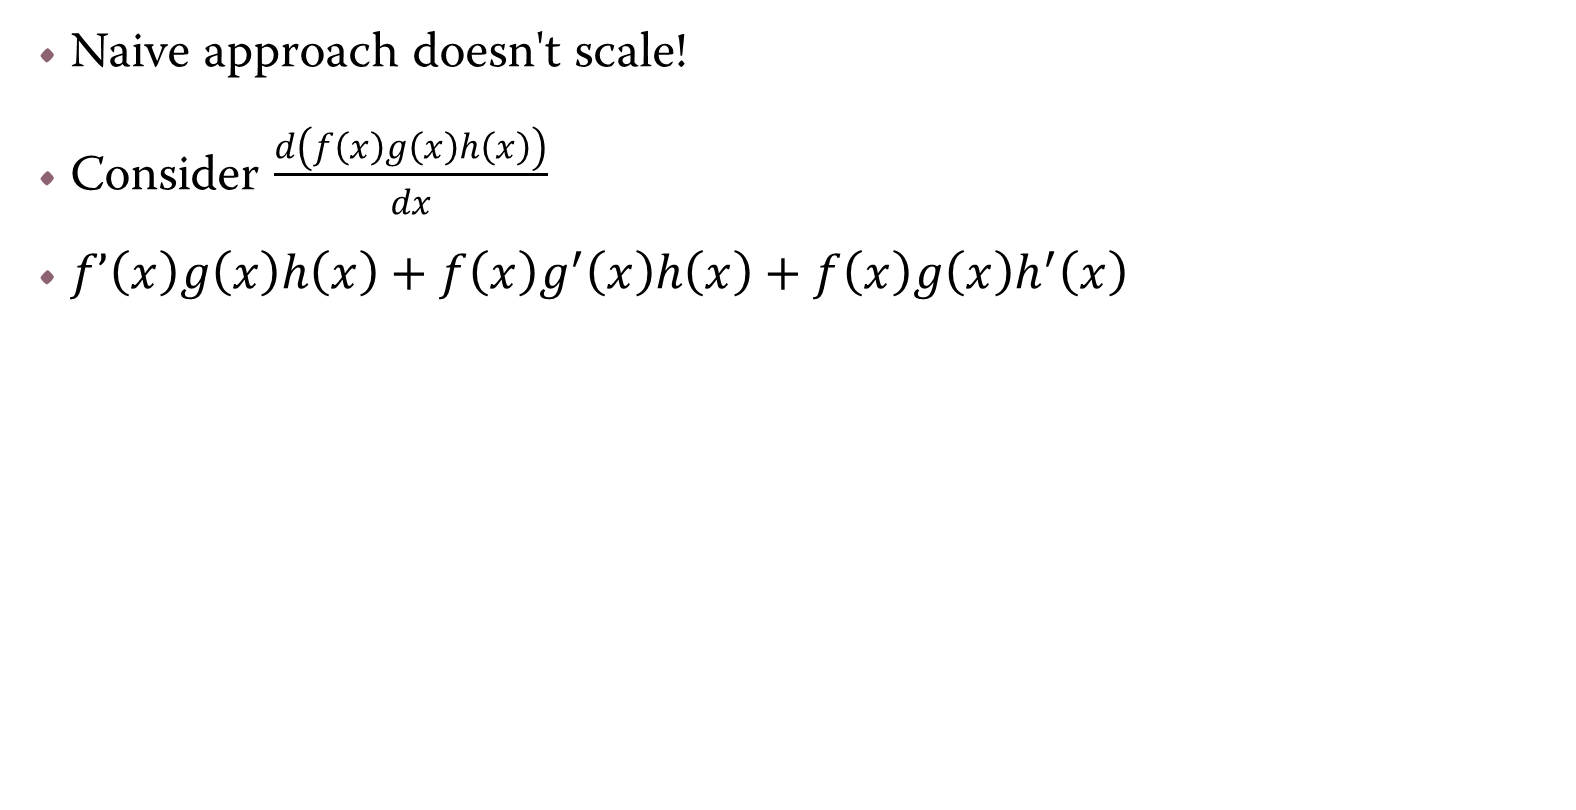 • Naive approach doesn't scale!
• Consider d(f(x)g(x)h(x))/dx
• f’(x)g(x)h(x) + f(x)g′(x)h(x) + f(x)g(x)h′(x)